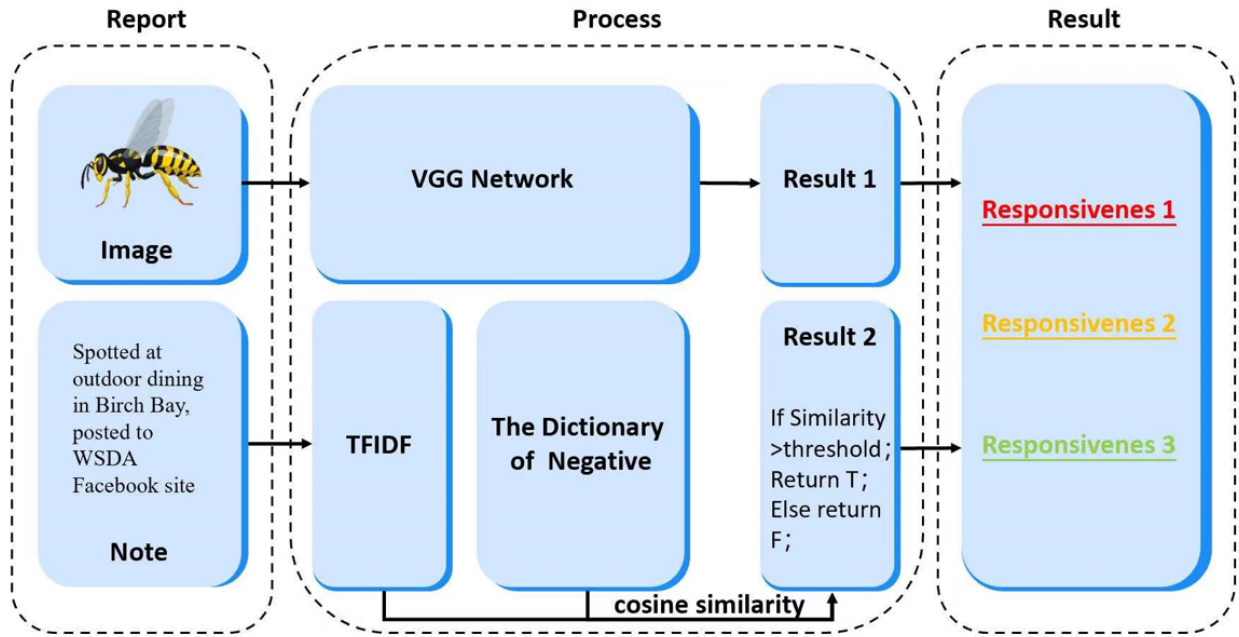 Report
Process
Result
Image
VGG Network
Result 1
Responsivenes 1
Responsivenes 2
Responsivenes 3
Spotted at
outdoor dining
in Birch Bay,
posted to
WSDA
Facebook site
Note
TFIDF
The Dictionary
of Negative
Result 2
If Similarity
>threshold;
Return T;
Else return
F;
cosine similarity